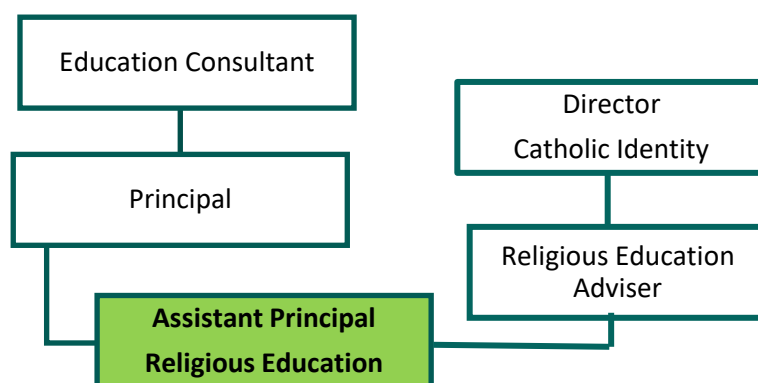 Education Consultant
Principal
Director
Catholic Identity
Religious Education
Adviser
Assistant Principal
Religious Education